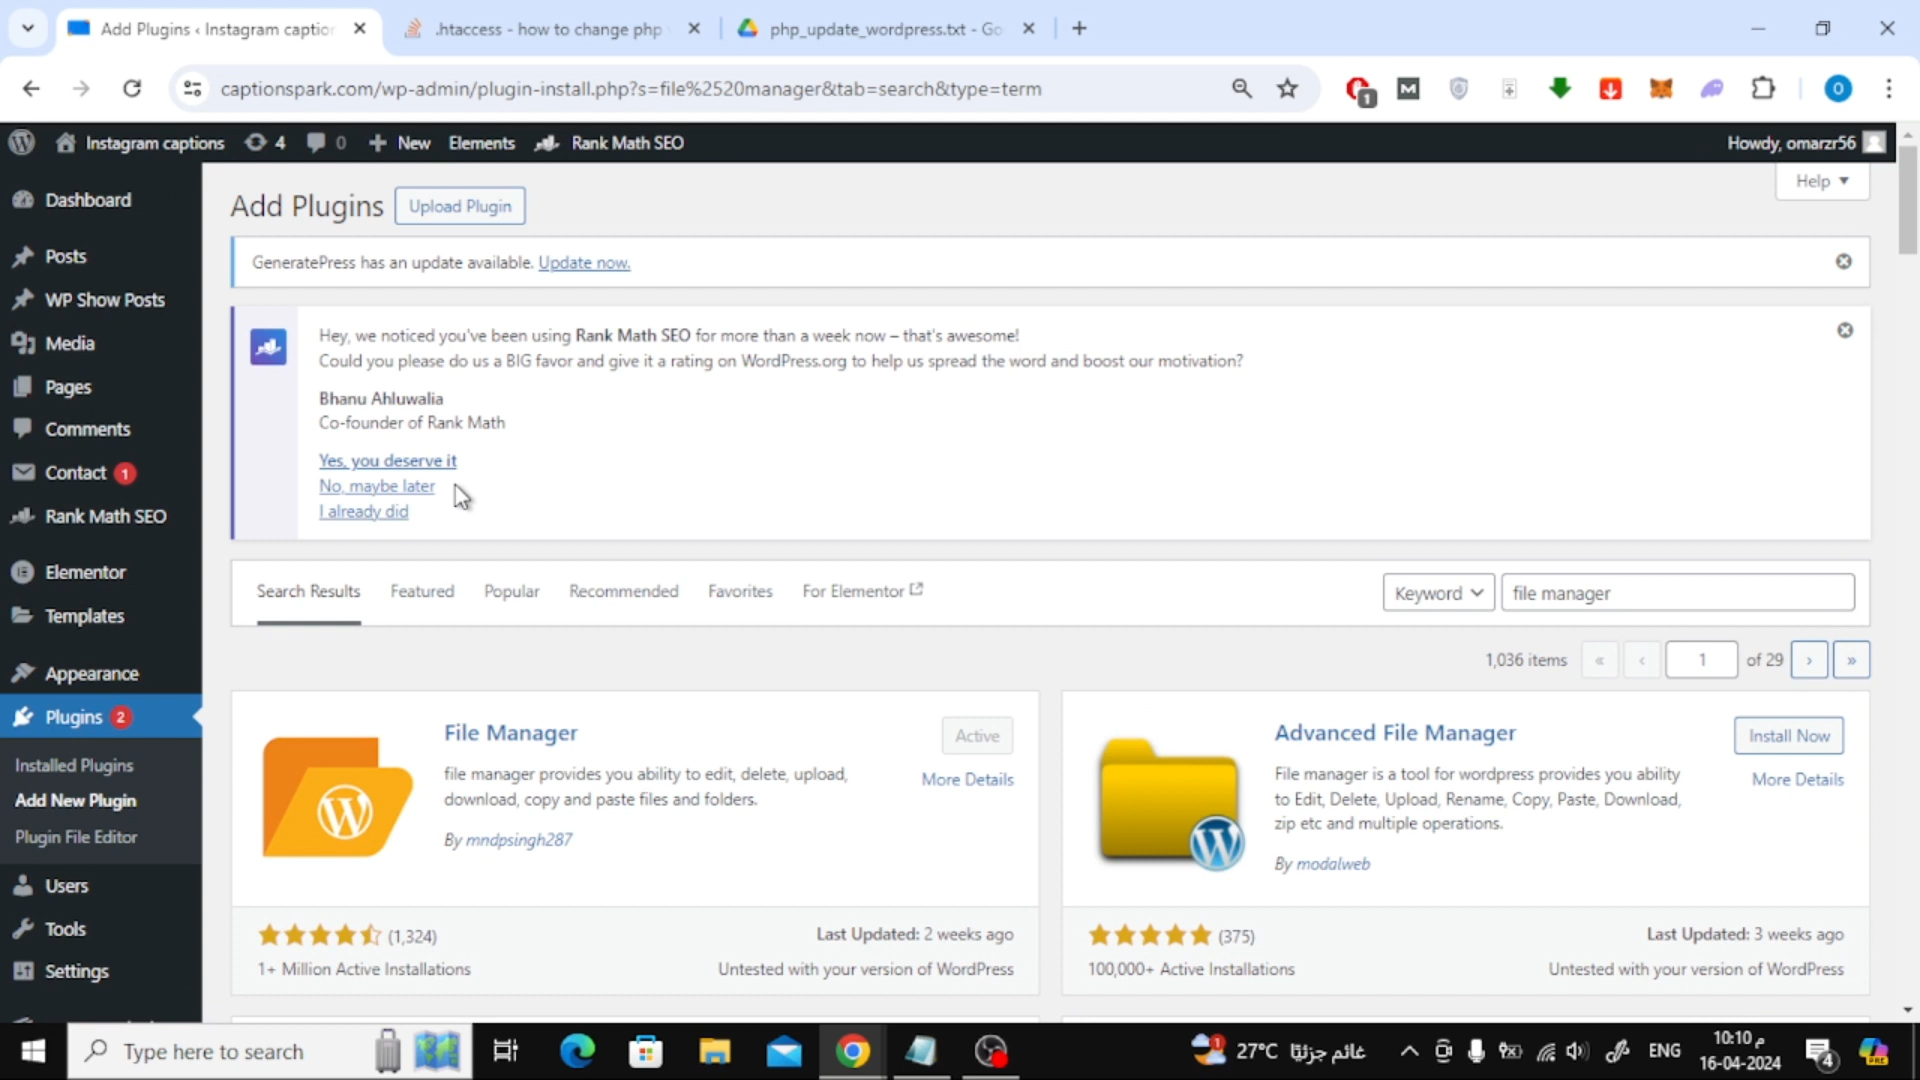 Add Plugins ‹ Instagram caption
.htaccess - how to change php
php_update_wordpress.txt - Go
captionspark.com/wp-admin/plugin-install.php?s=file%2520manager&tab=search&type=term
1
M
O
Instagram captions
4
0
New
Elements
Rank Math SEO
Howdy, omarzr56
Dashboard
Posts
WP Show Posts
Media
Pages
Comments
Contact 1
Rank Math SEO
Elementor
Templates
Appearance
Plugins 2
Installed Plugins
Add New Plugin
Plugin File Editor
Users
Tools
Settings
Help
Add Plugins
Upload Plugin
GeneratePress has an update available. Update now.
Hey, we noticed you've been using Rank Math SEO for more than a week now – that's awesome!
Could you please do us a BIG favor and give it a rating on WordPress.org to help us spread the word and boost our motivation?
Bhanu Ahluwalia
Co-founder of Rank Math
Yes, you deserve it
No, maybe later
I already did
Search Results
Featured
Popular
Recommended
Favorites
For Elementor
Keyword
file manager
1,036 items « ‹ 1 of 29 › »
File Manager
Active
file manager provides you ability to edit, delete, upload,
download, copy and paste files and folders.
More Details
By mndpsingh287
(1,324)
Last Updated: 2 weeks ago
1+ Million Active Installations
Untested with your version of WordPress
Advanced File Manager
Install Now
File manager is a tool for wordpress provides you ability
to Edit, Delete, Upload, Rename, Copy, Paste, Download,
zip etc and multiple operations.
More Details
By modalweb
(375)
Last Updated: 3 weeks ago
100,000+ Active Installations
Untested with your version of WordPress
Type here to search
1
27°C غائم جزئيًا
ENG
10:10 م
16-04-2024
4
PRE